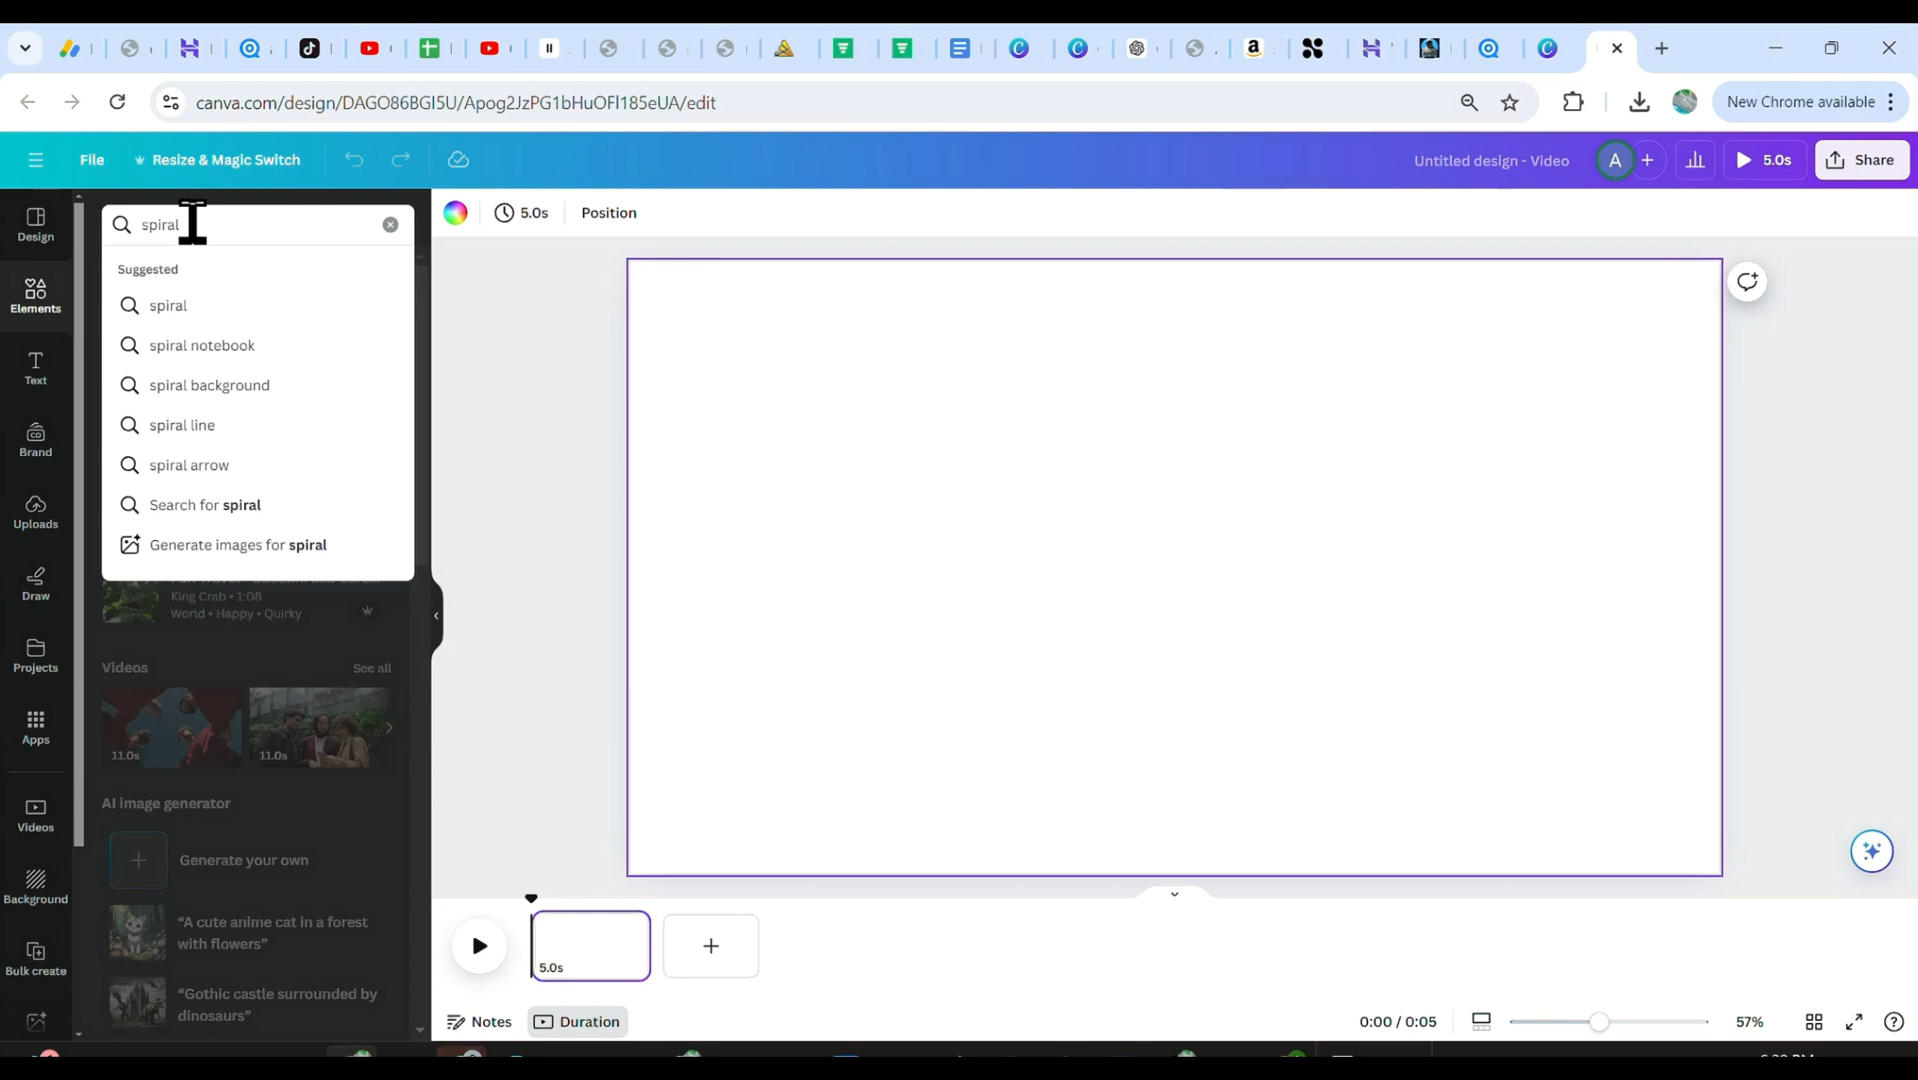 canva.com/design/DAGO86BGI5U/Apog2JzPG1bHuOFl185eUA/edit
New Chrome available
File
Resize & Magic Switch
Untitled design - Video
A
5.0s
Share
Design
Elements
Text
Brand
Uploads
Draw
Projects
Apps
Videos
Background
Bulk create
spiral
Suggested
spiral
spiral notebook
spiral background
spiral line
spiral arrow
Search for spiral
Generate images for spiral
King Crab • 1:08
World • Happy • Quirky
Videos
See all
11.0s
11.0s
AI image generator
Generate your own
“A cute anime cat in a forest
with flowers”
“Gothic castle surrounded by
dinosaurs”
5.0s
Position
5.0s
Notes
Duration
0:00 / 0:05
57%